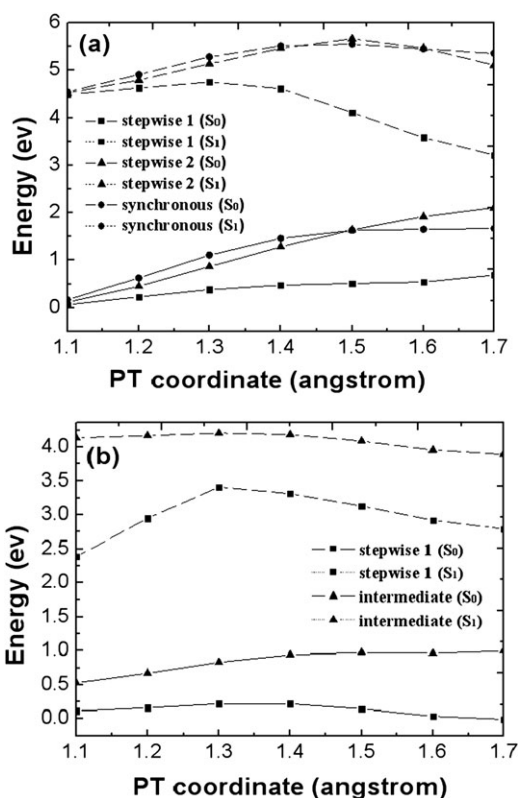 (a)
6
5
4
3
2
1
0
Energy (ev)
stepwise 1 (S0)
stepwise 1 (S1)
stepwise 2 (S0)
stepwise 2 (S1)
synchronous (S0)
synchronous (S1)
1.1 1.2 1.3 1.4 1.5 1.6 1.7
PT coordinate (angstrom)
(b)
4.0
3.5
3.0
2.5
2.0
1.5
1.0
0.5
0.0
Energy (ev)
stepwise 1 (S0)
stepwise 1 (S1)
intermediate (S0)
intermediate (S1)
1.1 1.2 1.3 1.4 1.5 1.6 1.7
PT coordinate (angstrom)